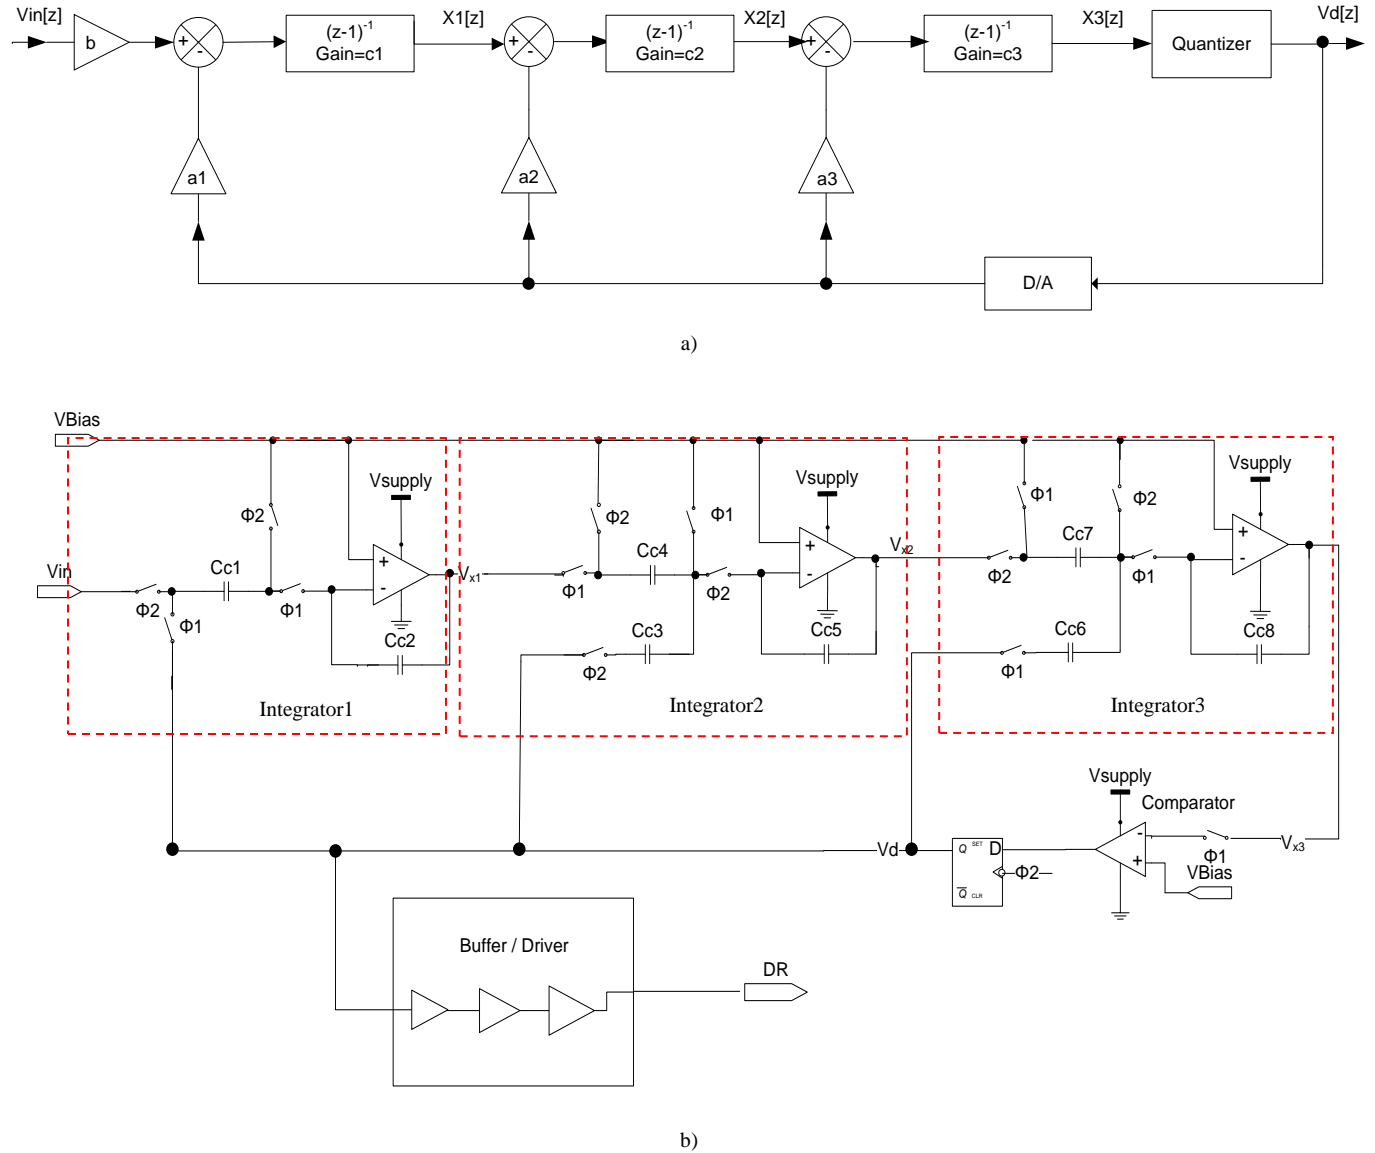 Vin[z]
X1[z]
X2[z]
X3[z]
Vd[z]
b
+
-
(z-1)⁻¹
Gain=c1
+
-
(z-1)⁻¹
Gain=c2
+
-
(z-1)⁻¹
Gain=c3
Quantizer
a1
a2
a3
D/A
a)
VBias
Vsupply
Vsupply
Vsupply
Φ2
Φ2
Φ1
Φ1
Φ2
+
-
+
-
+
-
Vin
Cc1
Vx1
Cc4
Vx2
Cc7
Φ2
Φ1
Φ1
Φ1
Φ2
Φ2
Φ1
Cc2
Cc3
Φ2
Cc5
Cc6
Φ1
Cc8
Integrator1
Integrator2
Integrator3
Vsupply
Comparator
Vd
Q
SET
D
Q
CLR
Φ2
-
+
Φ1
Vx3
VBias
Buffer / Driver
DR
b)